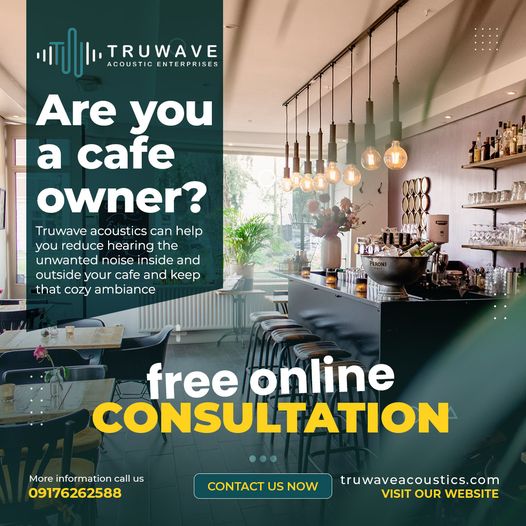 TRUWAVE
ACOUSTIC ENTERPRISES
Are you
a cafe
owner?
Truwave acoustics can help
you reduce hearing the
unwanted noise inside and
outside your cafe and keep
that cozy ambiance
PERONI
free online
CONSULTATION
More information call us
09176262588
CONTACT US NOW
truwaveacoustics.com
VISIT OUR WEBSITE